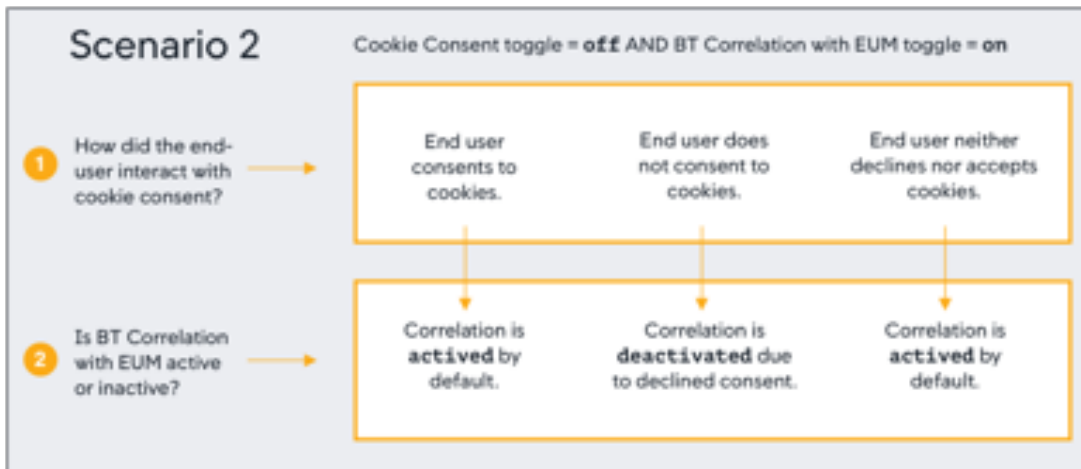 Scenario 2
Cookie Consent toggle = off AND BT Correlation with EUM toggle = on
1
How did the end-
user interact with
cookie consent?
End user
consents to
cookies.
End user does
not consent to
cookies.
End user neither
declines nor accepts
cookies.
2
Is BT Correlation
with EUM active
or inactive?
Correlation is
actived by
default.
Correlation is
deactivated due
to declined consent.
Correlation is
actived by
default.